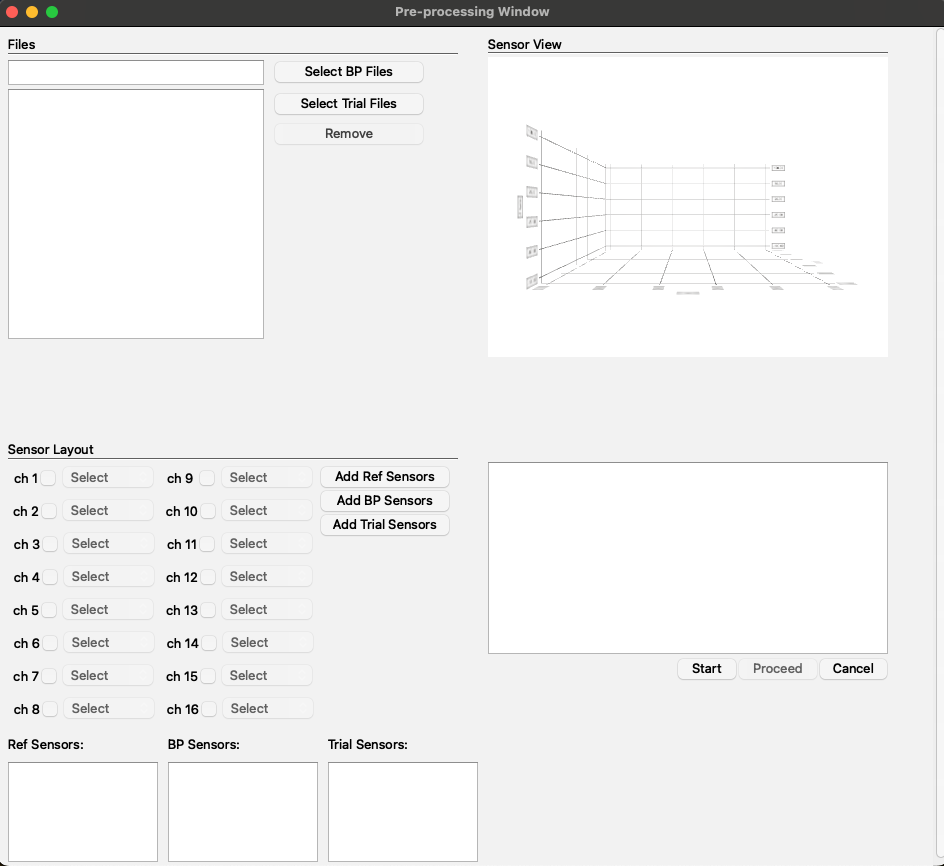 Pre-processing Window
Files
Select BP Files
Select Trial Files
Remove
Sensor View
Sensor Layout
ch 1 Select ch 9 Select Add Ref Sensors
ch 2 Select ch 10 Select Add BP Sensors
ch 3 Select ch 11 Select Add Trial Sensors
ch 4 Select ch 12 Select
ch 5 Select ch 13 Select
ch 6 Select ch 14 Select
ch 7 Select ch 15 Select
ch 8 Select ch 16 Select
Start Proceed Cancel
Ref Sensors: BP Sensors: Trial Sensors: